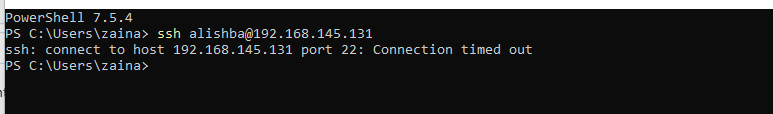 PowerShell 7.5.4
PS C:\Users\zaina> ssh alishba@192.168.145.131
ssh: connect to host 192.168.145.131 port 22: Connection timed out
PS C:\Users\zaina>